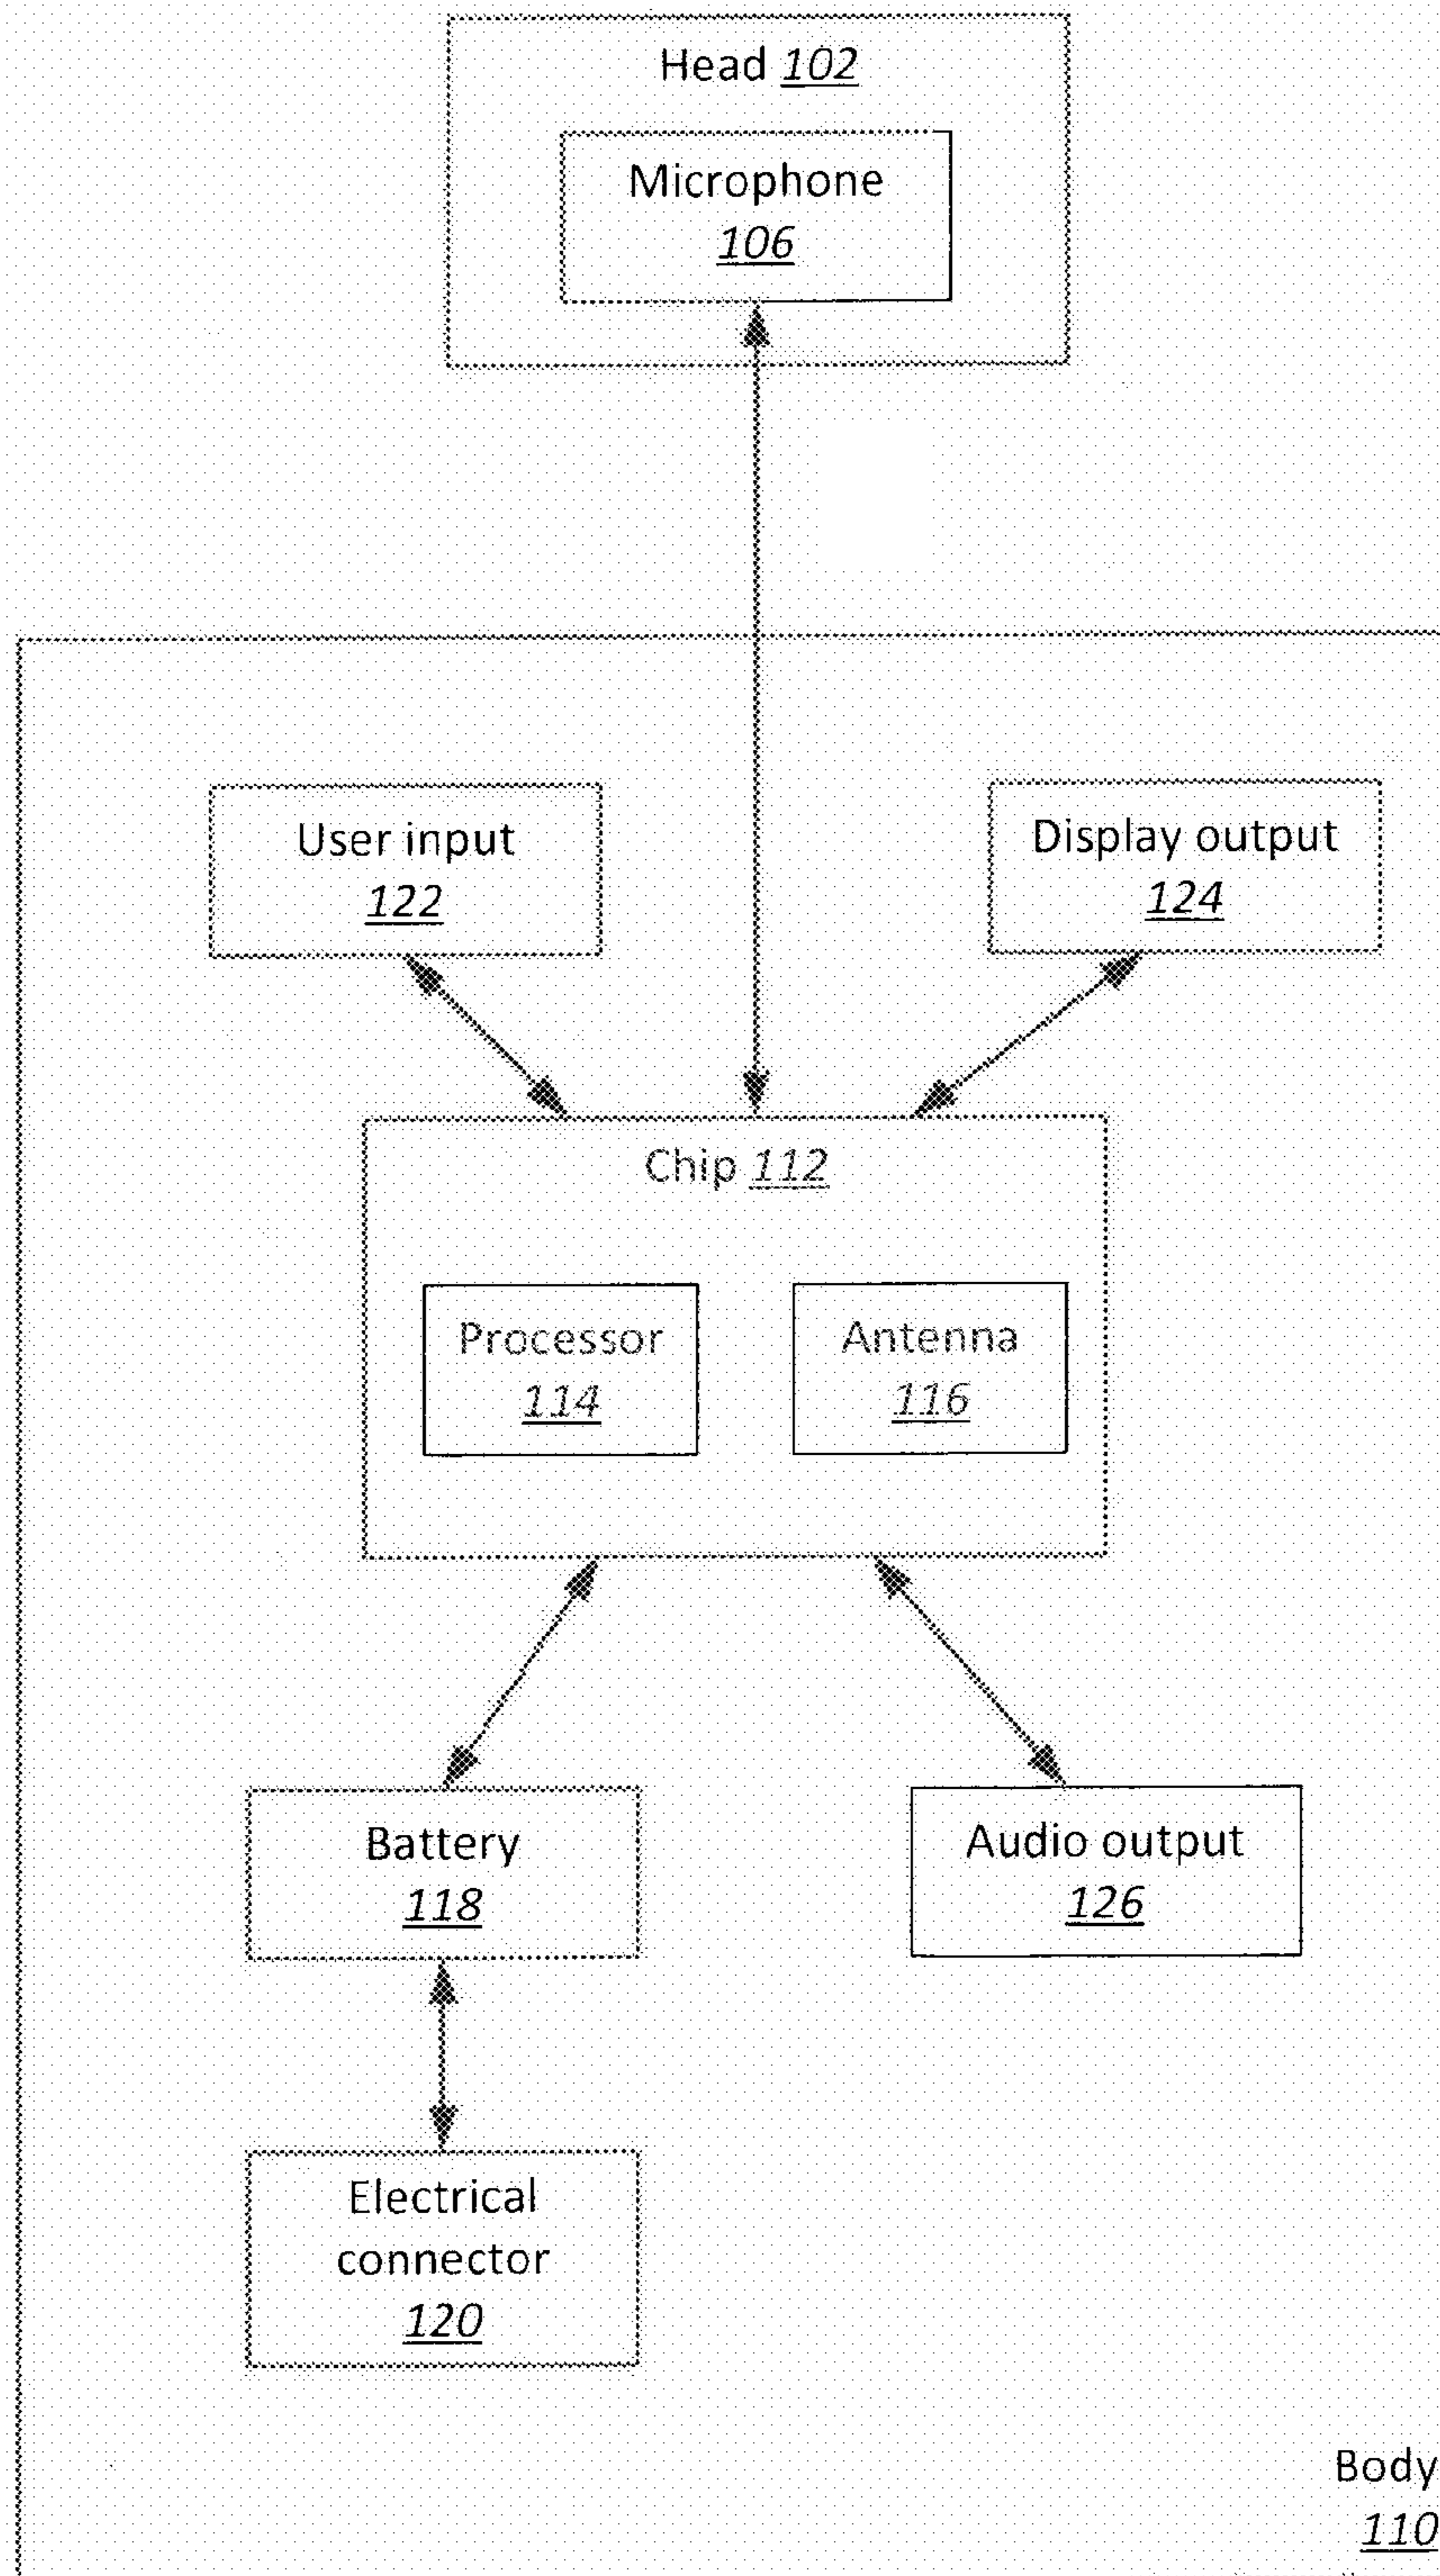 Head 102
Microphone
106
User input
122
Display output
124
Chip 112
Processor
114
Antenna
116
Battery
118
Audio output
126
Electrical
connector
120
Body
110